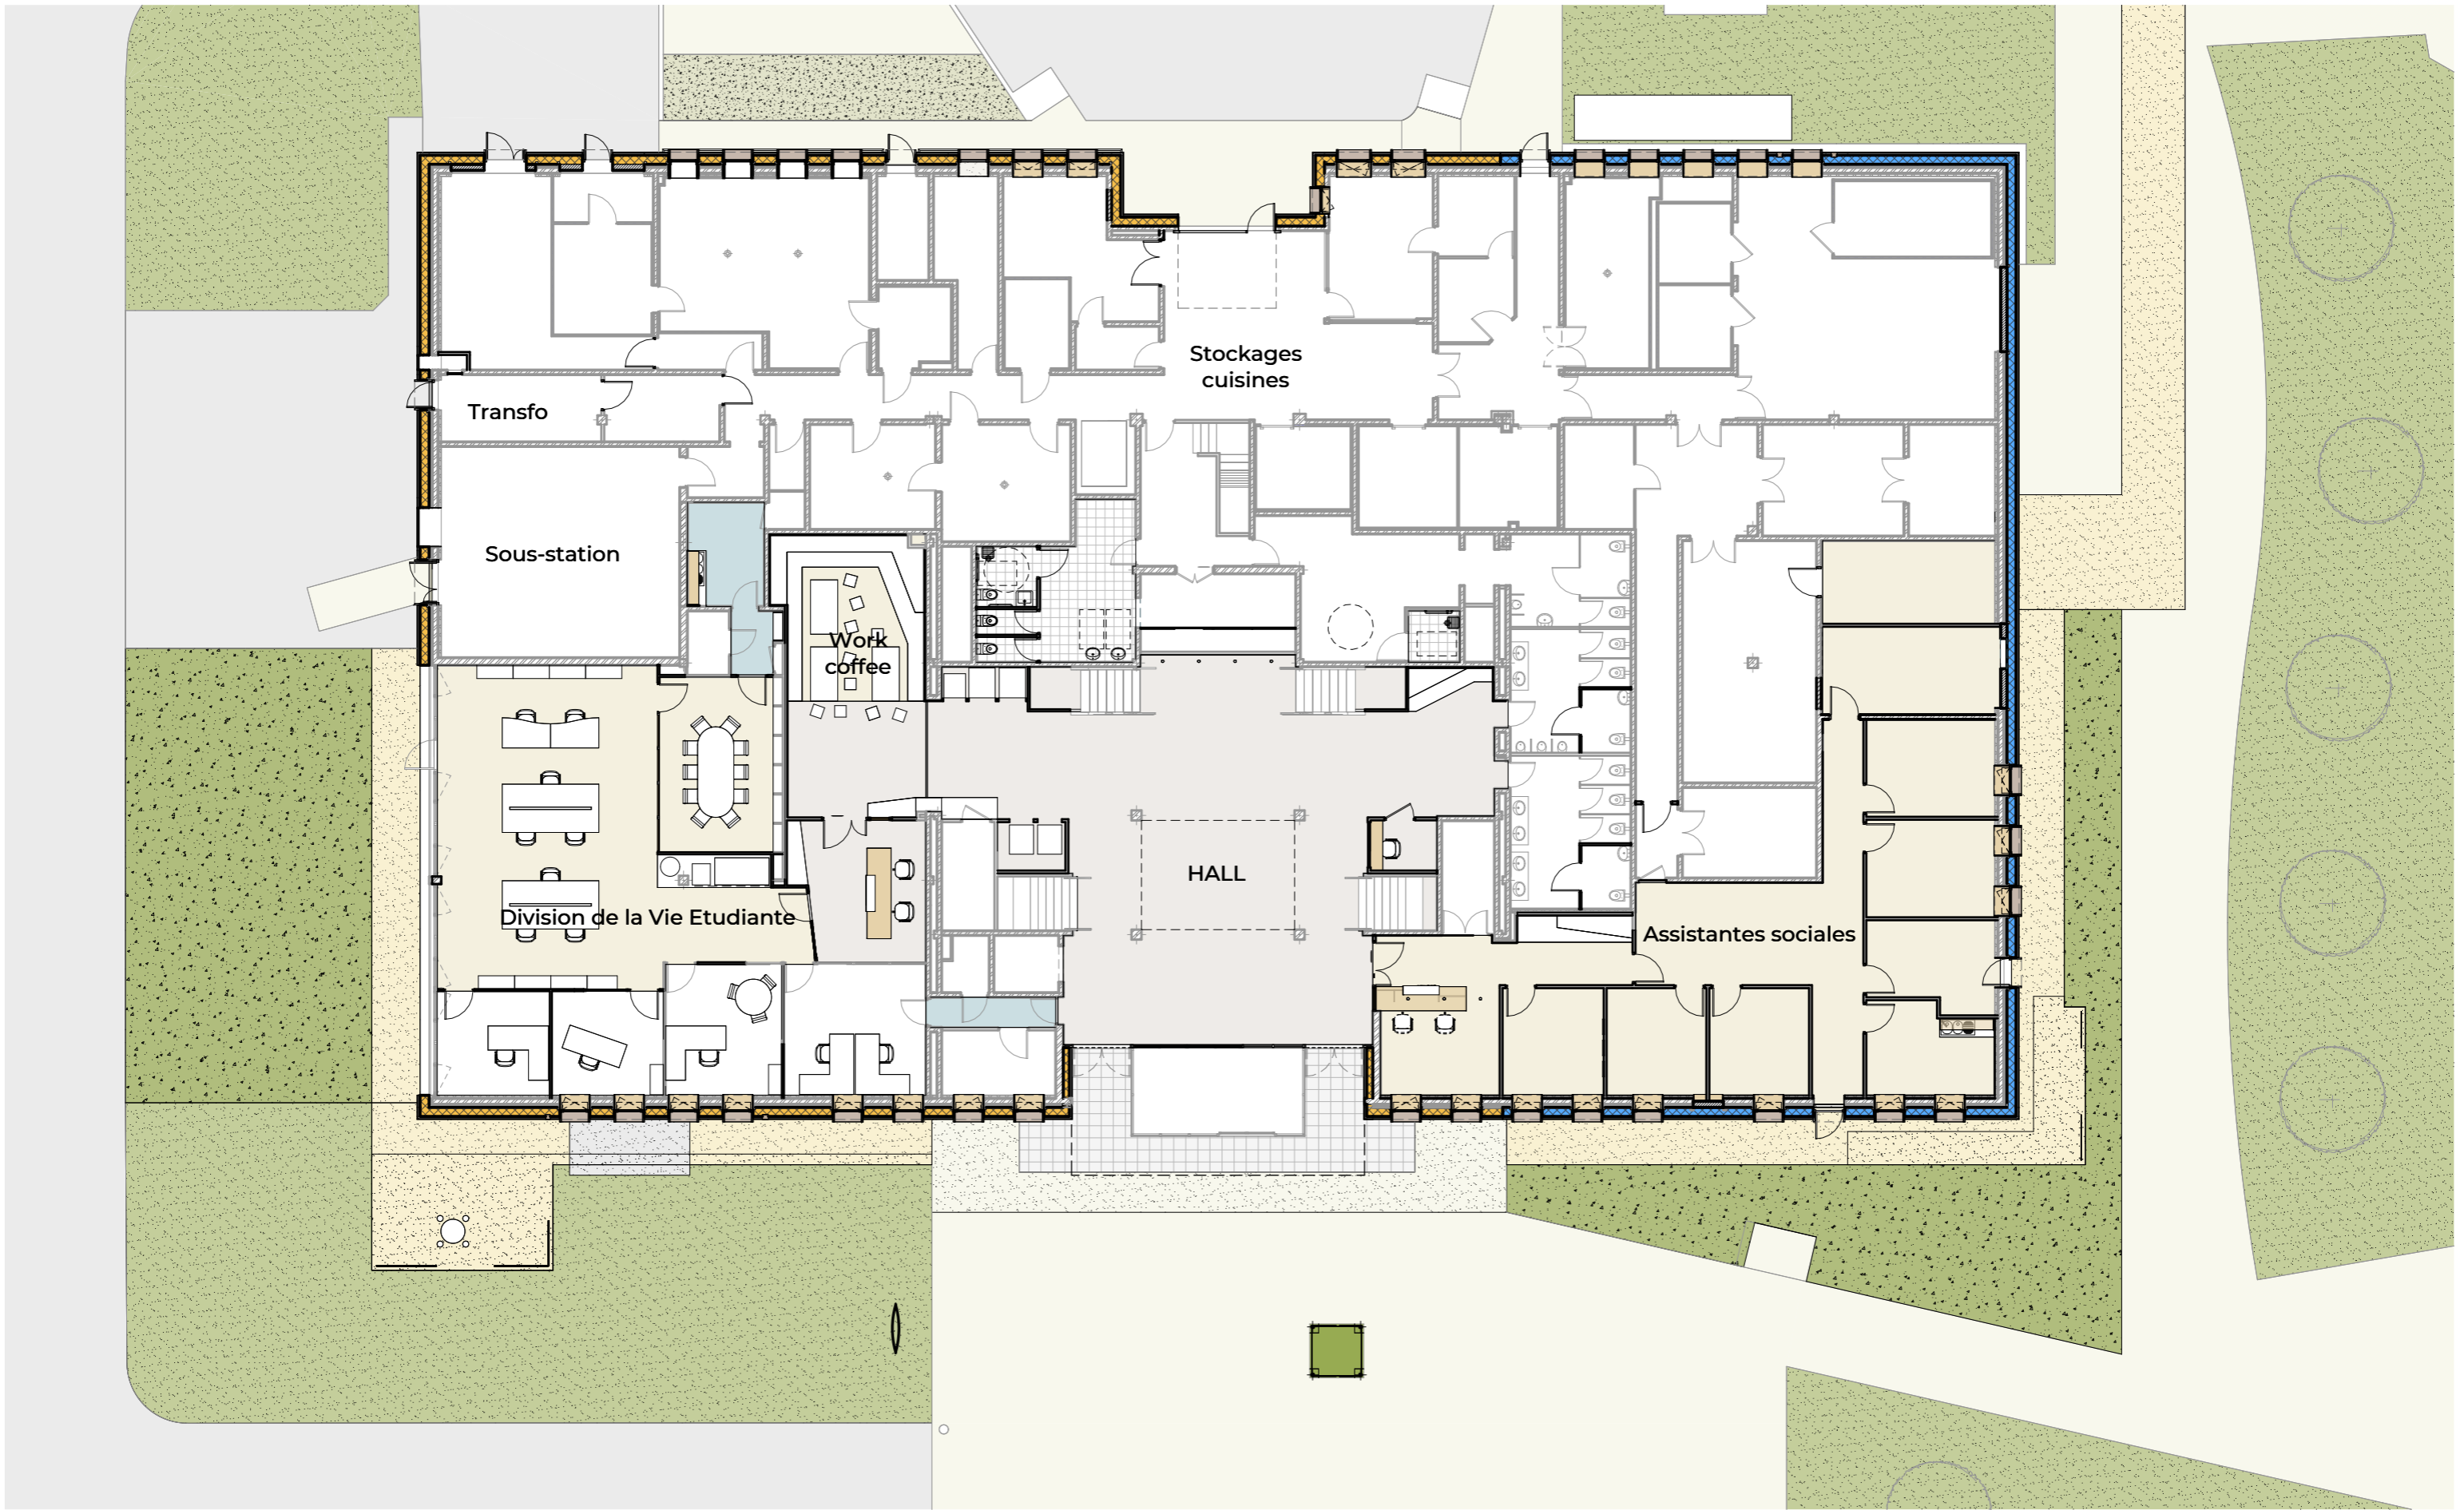 Stockages
cuisines
Transfo
Sous-station
Work
coffee
HALL
Division de la Vie Etudiante
Assistantes sociales